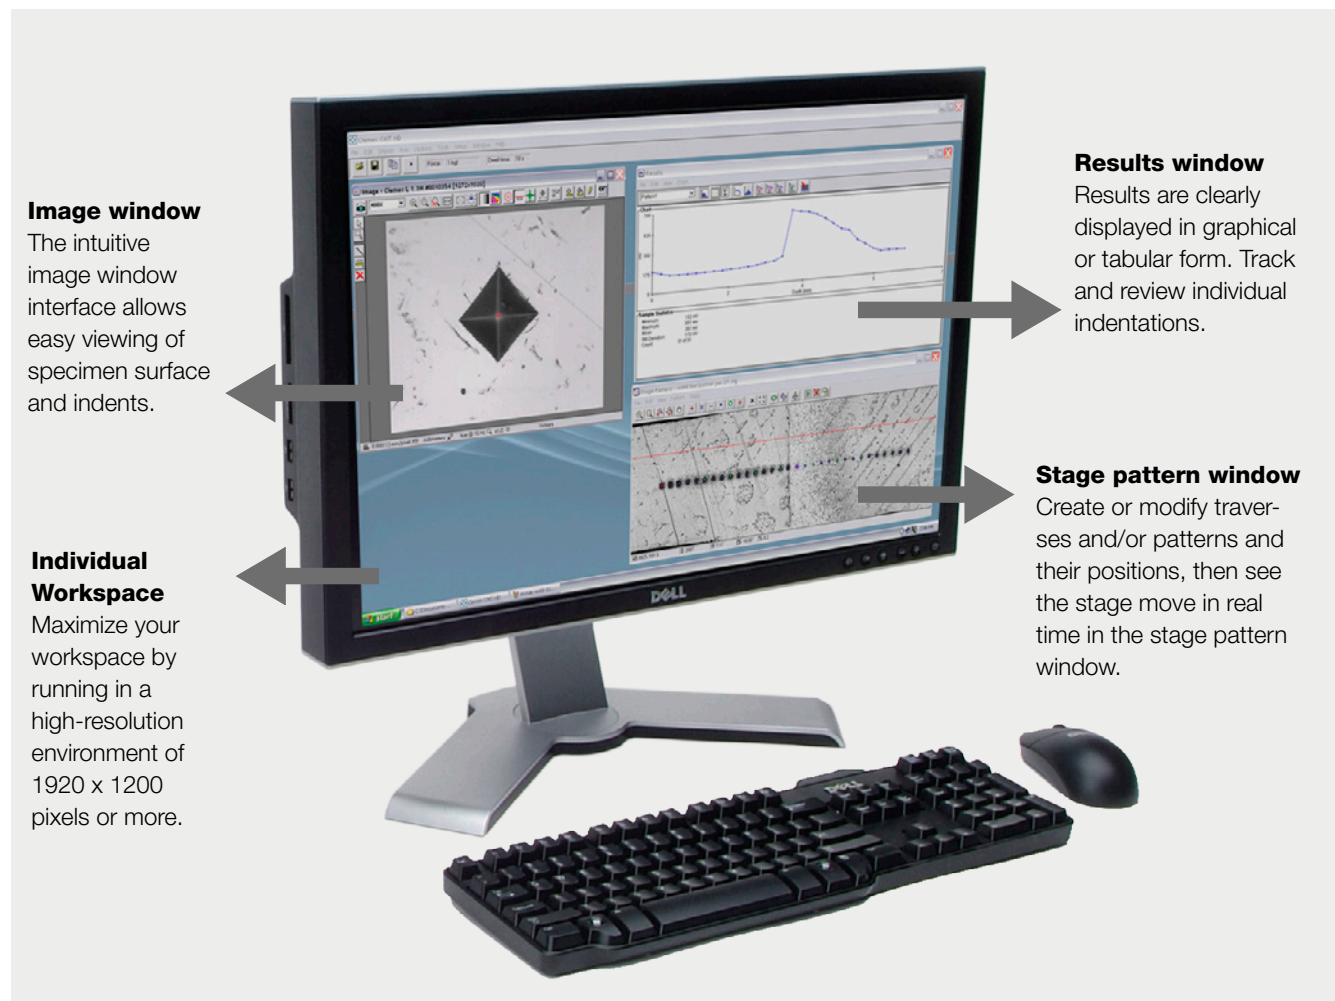 Image window
The intuitive
image window
interface allows
easy viewing of
specimen surface
and indents.
Individual
Workspace
Maximize your
workspace by
running in a
high-resolution
environment of
1920 x 1200
pixels or more.
Results window
Results are clearly
displayed in graphical
or tabular form. Track
and review individual
indentations.
Stage pattern window
Create or modify traver-
ses and/or patterns and
their positions, then see
the stage move in real
time in the stage pattern
window.
Results
Chart
start
DELL
DELL